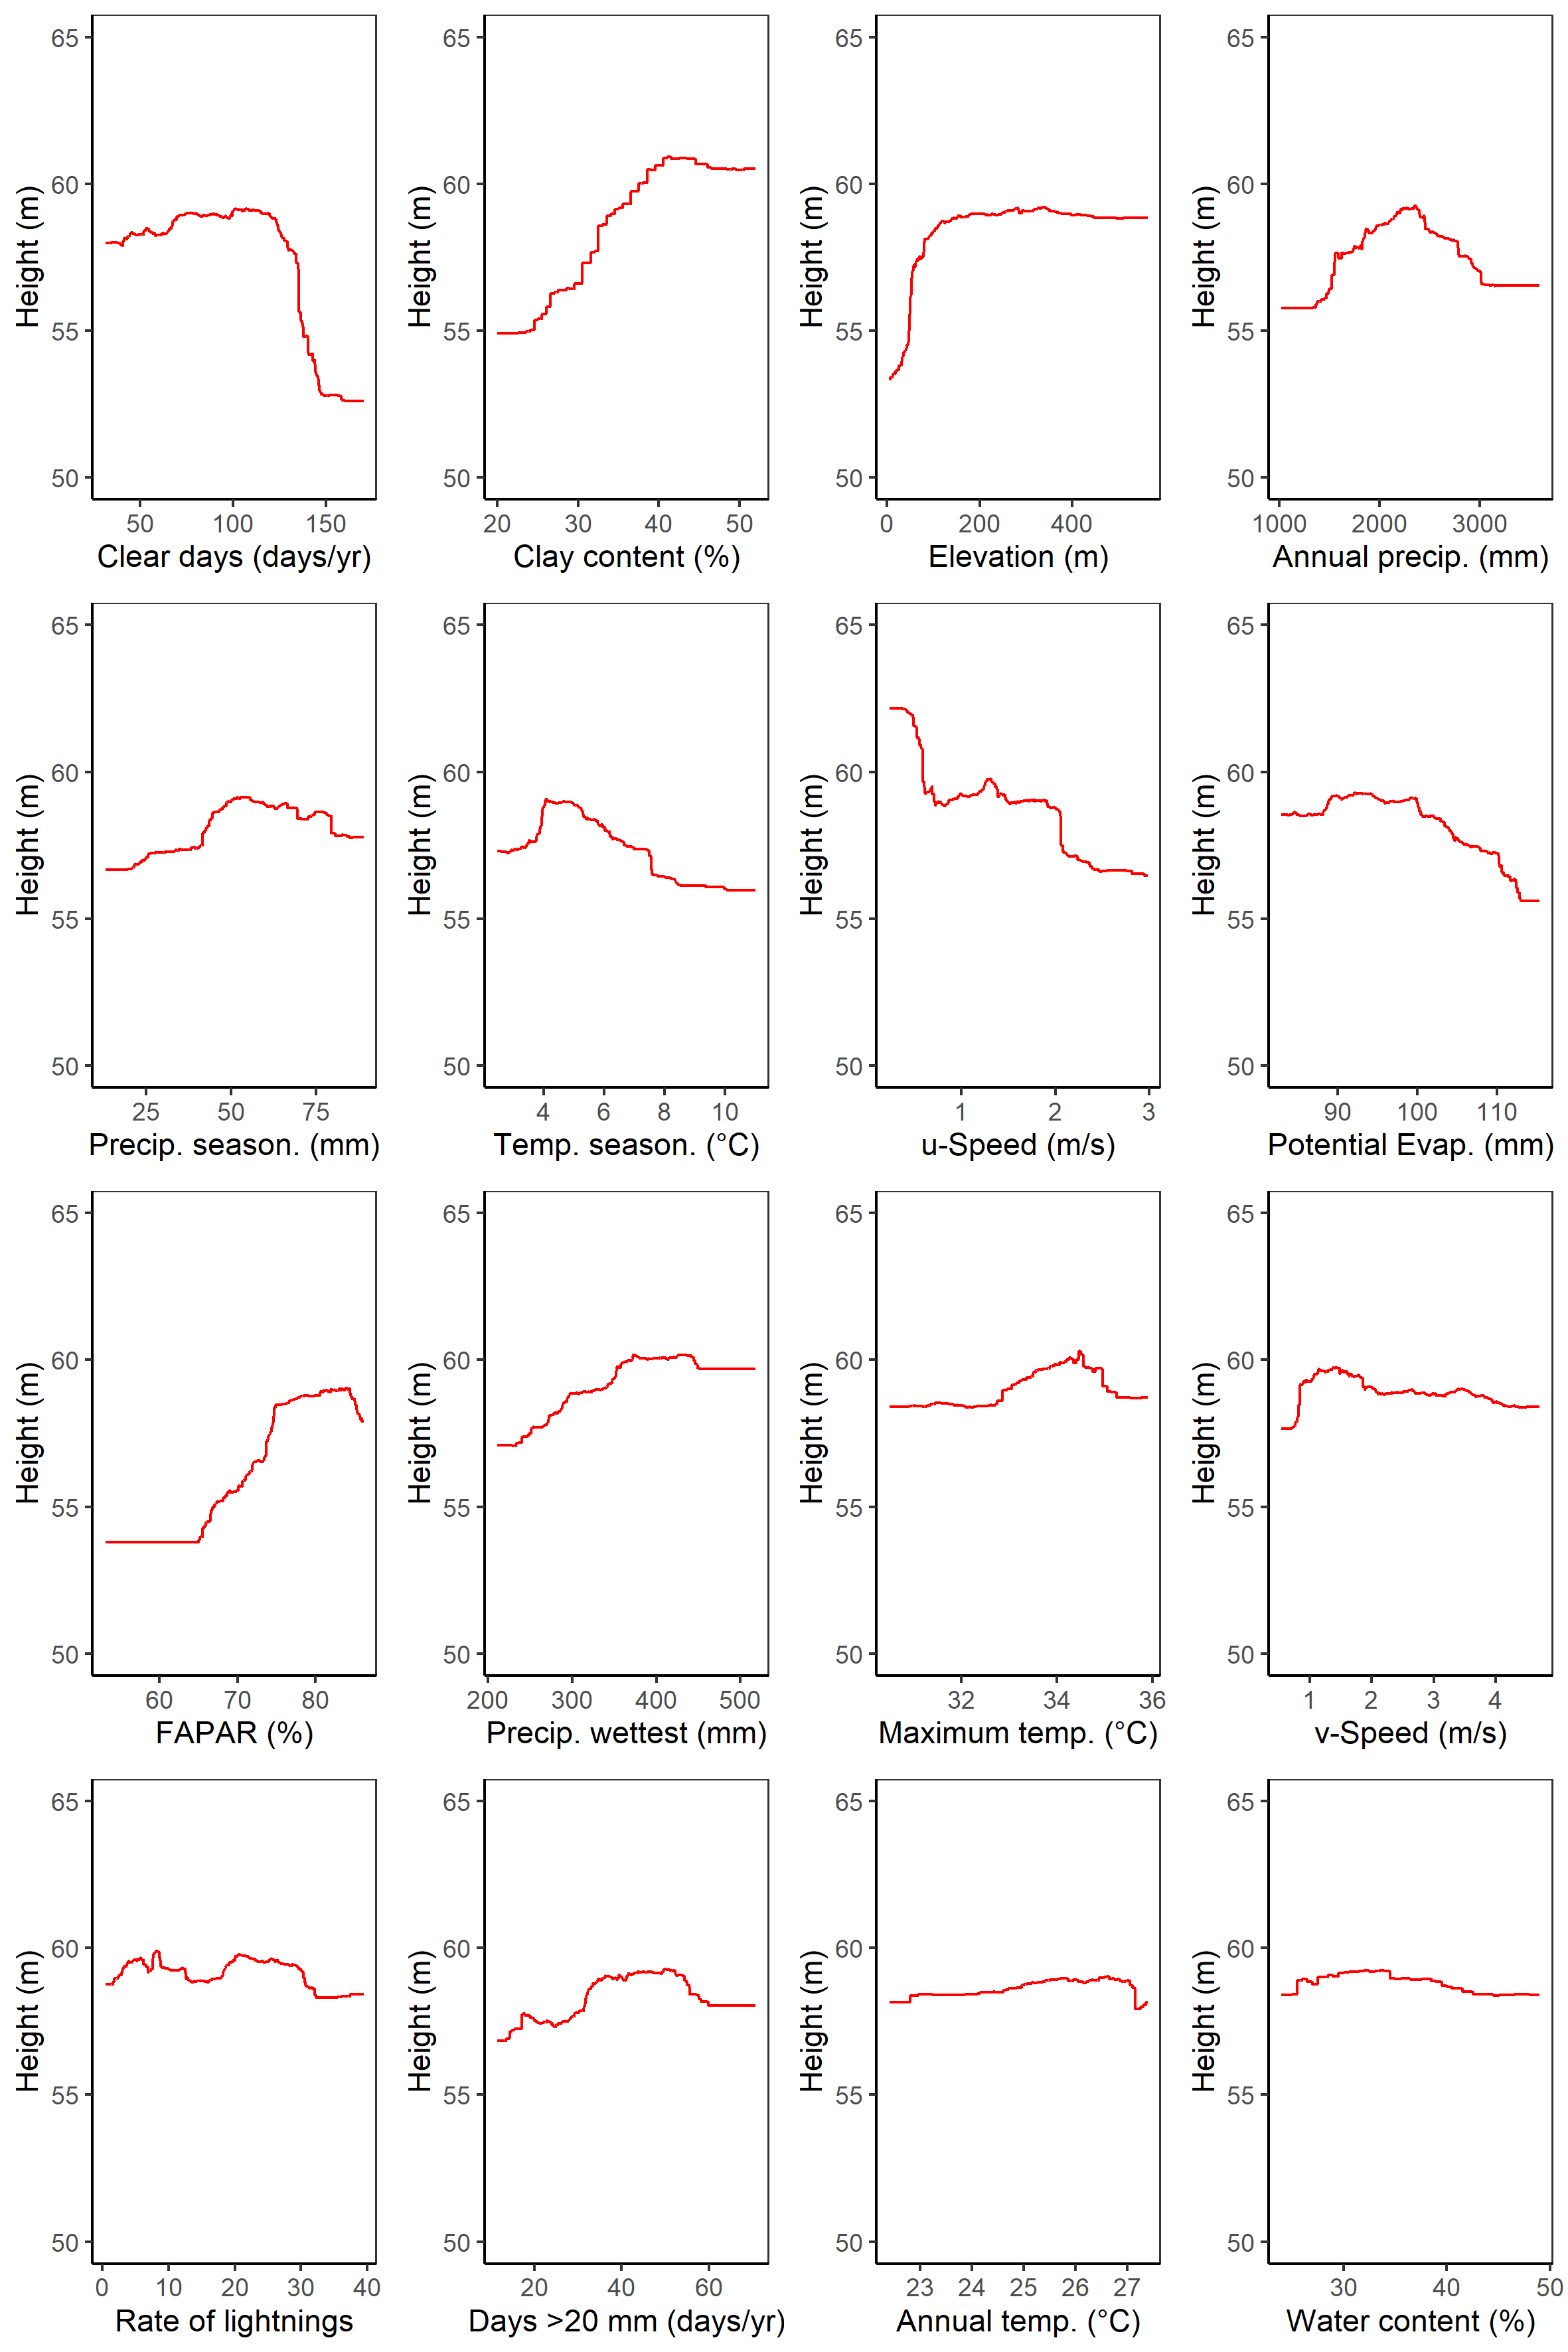 65
60
55
50
Height (m)
50 100 150
Clear days (days/yr)
65
60
55
50
Height (m)
20 30 40 50
Clay content (%)
65
60
55
50
Height (m)
0 200 400
Elevation (m)
65
60
55
50
Height (m)
1000 2000 3000
Annual precip. (mm)
65
60
55
50
Height (m)
25 50 75
Precip. season. (mm)
65
60
55
50
Height (m)
4 6 8 10
Temp. season. (°C)
65
60
55
50
Height (m)
1 2 3
u-Speed (m/s)
65
60
55
50
Height (m)
90 100 110
Potential Evap. (mm)
65
60
55
50
Height (m)
60 70 80
FAPAR (%)
65
60
55
50
Height (m)
200 300 400 500
Precip. wettest (mm)
65
60
55
50
Height (m)
32 34 36
Maximum temp. (°C)
65
60
55
50
Height (m)
1 2 3 4
v-Speed (m/s)
65
60
55
50
Height (m)
0 10 20 30 40
Rate of lightnings
65
60
55
50
Height (m)
20 40 60
Days >20 mm (days/yr)
65
60
55
50
Height (m)
23 24 25 26 27
Annual temp. (°C)
65
60
55
50
Height (m)
30 40 50
Water content (%)